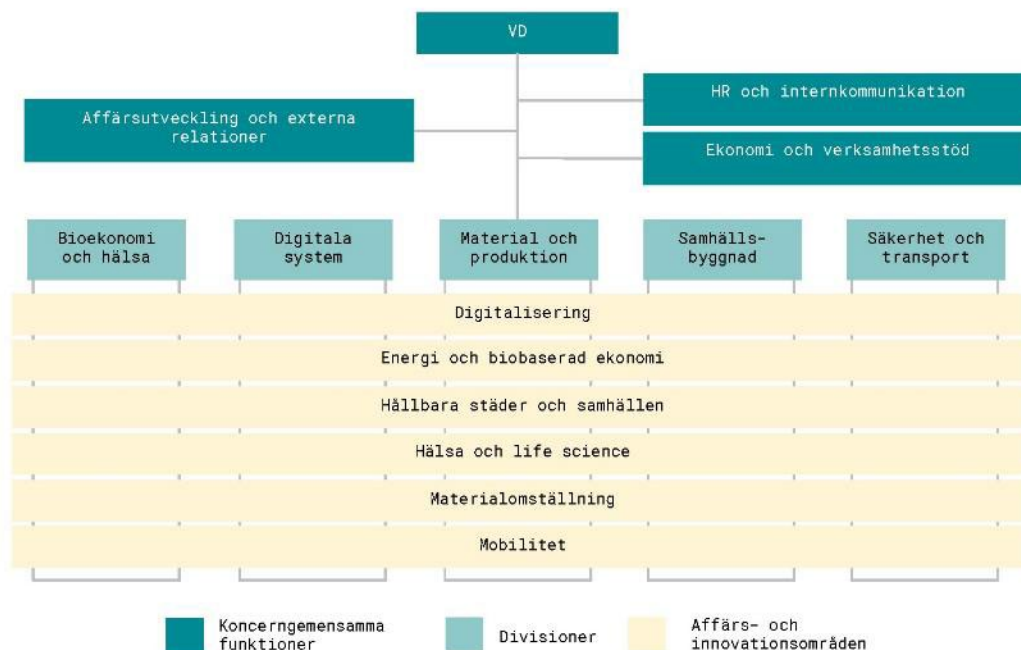 VD
HR och internkommunikation
Affärsutveckling och externa
relationer
Ekonomi och verksamhetsstöd
Bioekonomi
och hälsa
Digitala
system
Material och
produktion
Samhälls-
byggnad
Säkerhet och
transport
Digitalisering
Energi och biobaserad ekonomi
Hållbara städer och samhällen
Hälsa och life science
Materialomställning
Mobilitet
Koncerngemensamma
funktioner
Divisioner
Affärs- och
innovationsområden